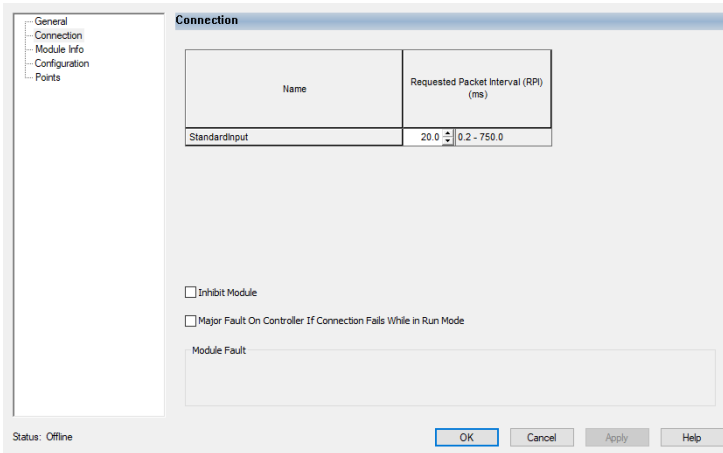 General
Connection
Module Info
Configuration
Points
Connection
Name
Requested Packet Interval (RPI)
(ms)
StandardInput
20.0
0.2 - 750.0
Inhibit Module
Major Fault On Controller If Connection Fails While in Run Mode
Module Fault
Status: Offline
OK
Cancel
Apply
Help